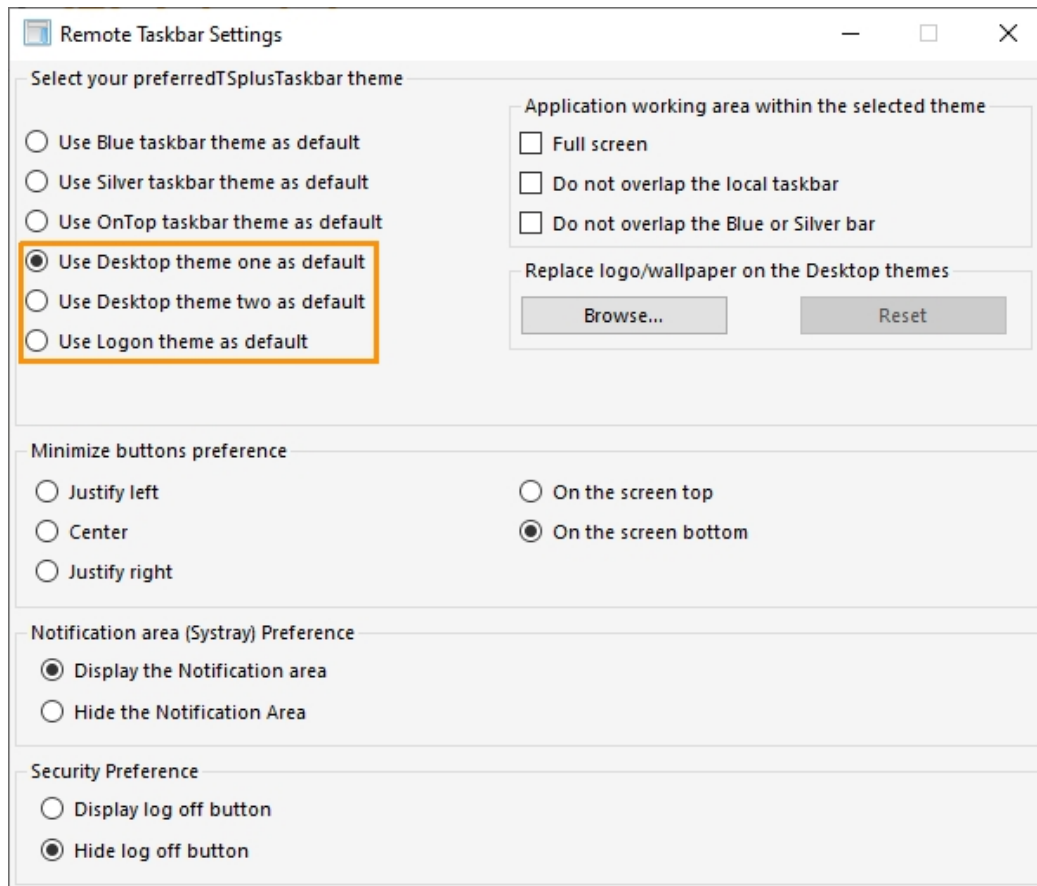 Remote Taskbar Settings
Select your preferredTSplusTaskbar theme
Use Blue taskbar theme as default
Use Silver taskbar theme as default
Use OnTop taskbar theme as default
Use Desktop theme one as default
Use Desktop theme two as default
Use Logon theme as default
Application working area within the selected theme
Full screen
Do not overlap the local taskbar
Do not overlap the Blue or Silver bar
Replace logo/wallpaper on the Desktop themes
Browse... Reset
Minimize buttons preference
Justify left
Center
Justify right
On the screen top
On the screen bottom
Notification area (Systray) Preference
Display the Notification area
Hide the Notification Area
Security Preference
Display log off button
Hide log off button